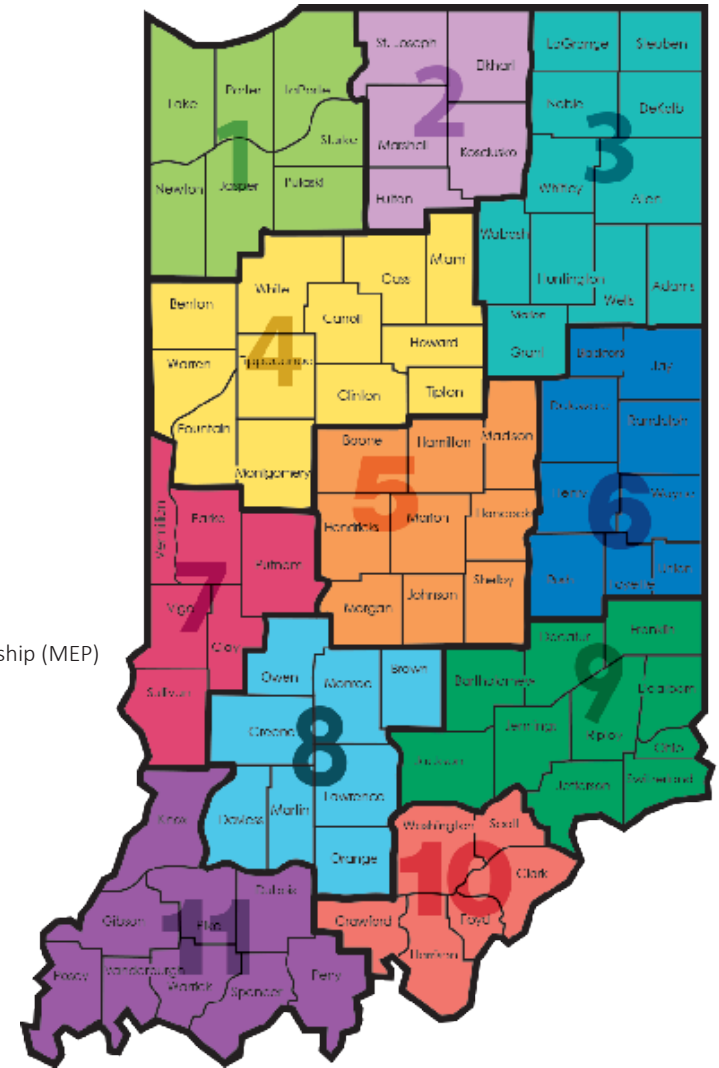 St. Joseph
LaGrange
Steuben
Elkhart
Lake
Porter
LaPorte
2
Noble
DeKalb
Starke
3
1
Marshall
Kosciusko
Newton
Jasper
Pulaski
Whitley
Allen
Fulton
Wabash
Miami
Cass
White
Huntington
Adams
Benton
Wells
Carroll
Howard
Grant
Warren
4
Tippecanoe
Jay
Clinton
Tipton
Fountain
Boone
Hamilton
Madison
Randolph
Montgomery
5
Henry
Wayne
6
Parke
Vermillion
Hendricks
Marion
Hancock
Putnam
7
Rush
Fayette
Union
Shelby
Vigo
Morgan
Johnson
Clay
Decatur
Franklin
ship (MEP)
Owen
Monroe
Brown
Bartholomew
9
Dearborn
Sullivan
Greene
8
Jennings
Ripley
Ohio
Jackson
Jefferson
Switzerland
Knox
Daviess
Martin
Lawrence
Washington
Scott
Orange
10
Clark
Dubois
Gibson
Pike
11
Crawford
Floyd
Harrison
Posey
Vanderburgh
Warrick
Spencer
Perry